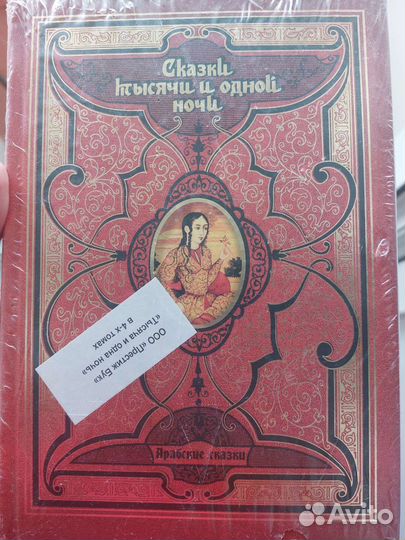 Сказки
тысячи и одной
ночи
ООО «Престиж Бук»
«Тысяча и одна ночь»
в 4-х томах
Арабские сказки
Avito